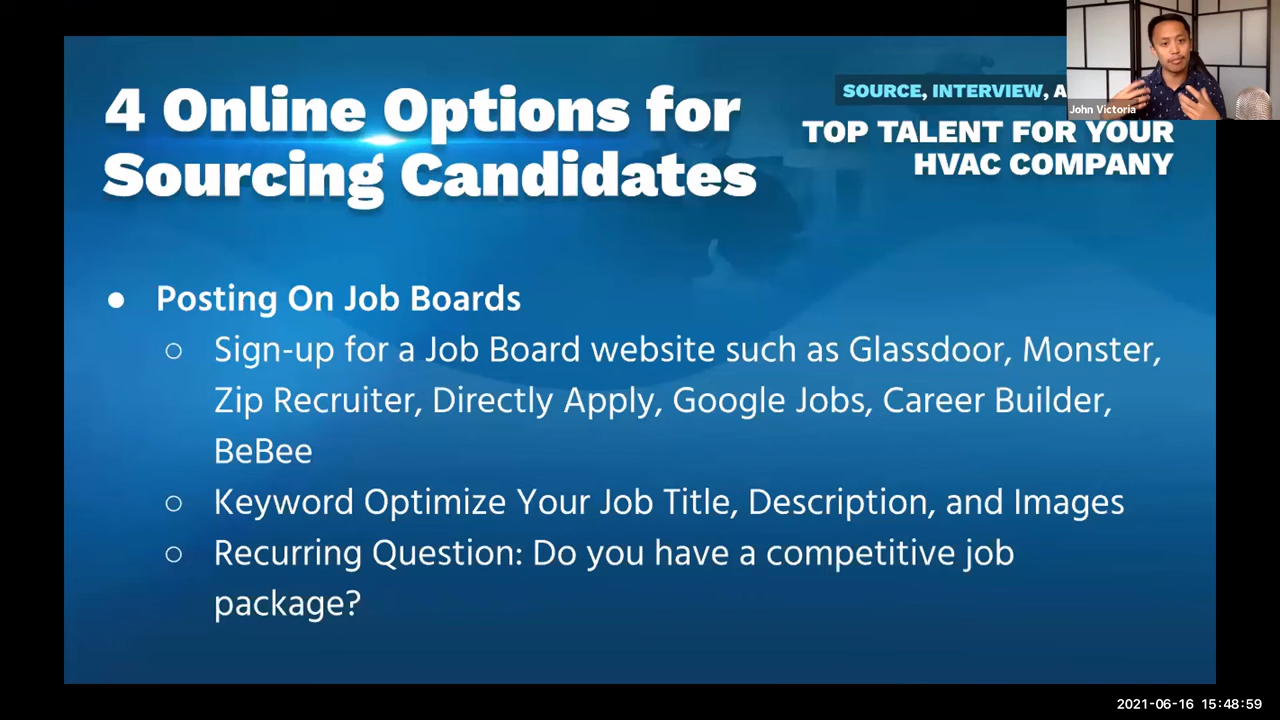 4 Online Options for
Sourcing Candidates
SOURCE, INTERVIEW, A
TOP TALENT FOR YOUR
HVAC COMPANY
John Victoria
● Posting On Job Boards
○ Sign-up for a Job Board website such as Glassdoor, Monster,
Zip Recruiter, Directly Apply, Google Jobs, Career Builder,
BeBee
○ Keyword Optimize Your Job Title, Description, and Images
○ Recurring Question: Do you have a competitive job
package?
2021-06-16 15:48:59